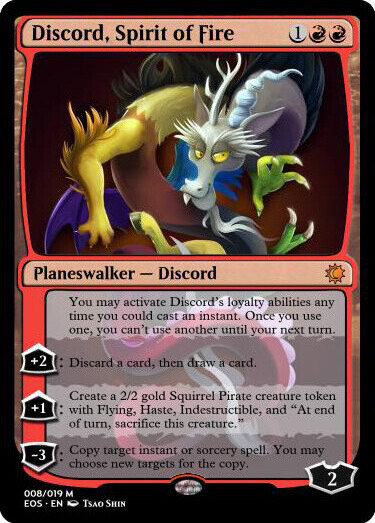 Discord, Spirit of Fire 1
Planeswalker — Discord
You may activate Discord's loyalty abilities any
time you could cast an instant. Once you use
one, you can't use another until your next turn.
+2: Discard a card, then draw a card.
Create a 2/2 gold Squirrel Pirate creature token
+1: with Flying, Haste, Indestructible, and “At end
of turn, sacrifice this creature.”
-3: Copy target instant or sorcery spell. You may
choose new targets for the copy.
2
008/019 M
EOS • EN Tsao Shin